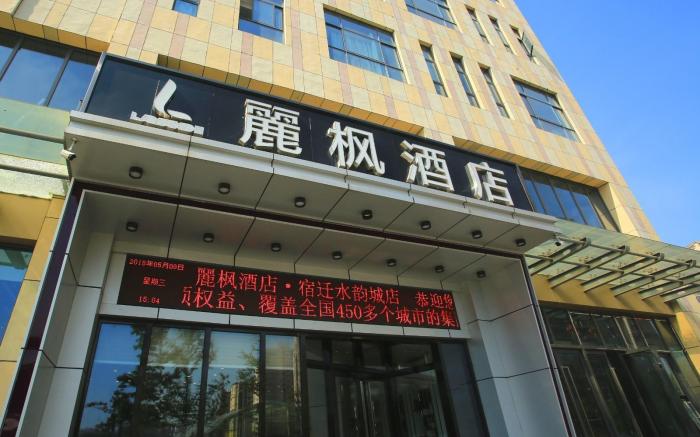 麗枫酒店
2018年05月09日
星期三
15:04
麗枫酒店·宿迁水韵城店 恭迎您
权益、覆盖全国450多个城市的集